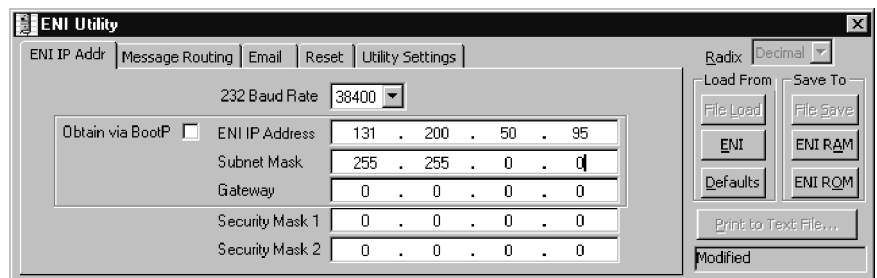 ENI Utility
ENI IP Addr Message Routing Email Reset Utility Settings
232 Baud Rate 38400
Obtain via BootP ENI IP Address 131 . 200 . 50 . 95
Subnet Mask 255 . 255 . 0 . 0
Gateway 0 . 0 . 0 . 0
Security Mask 1 0 . 0 . 0 . 0
Security Mask 2 0 . 0 . 0 . 0
Radix Decimal
Load From Save To
File Load File Save
ENI ENI RAM
Defaults ENI ROM
Print to Text File...
Modified